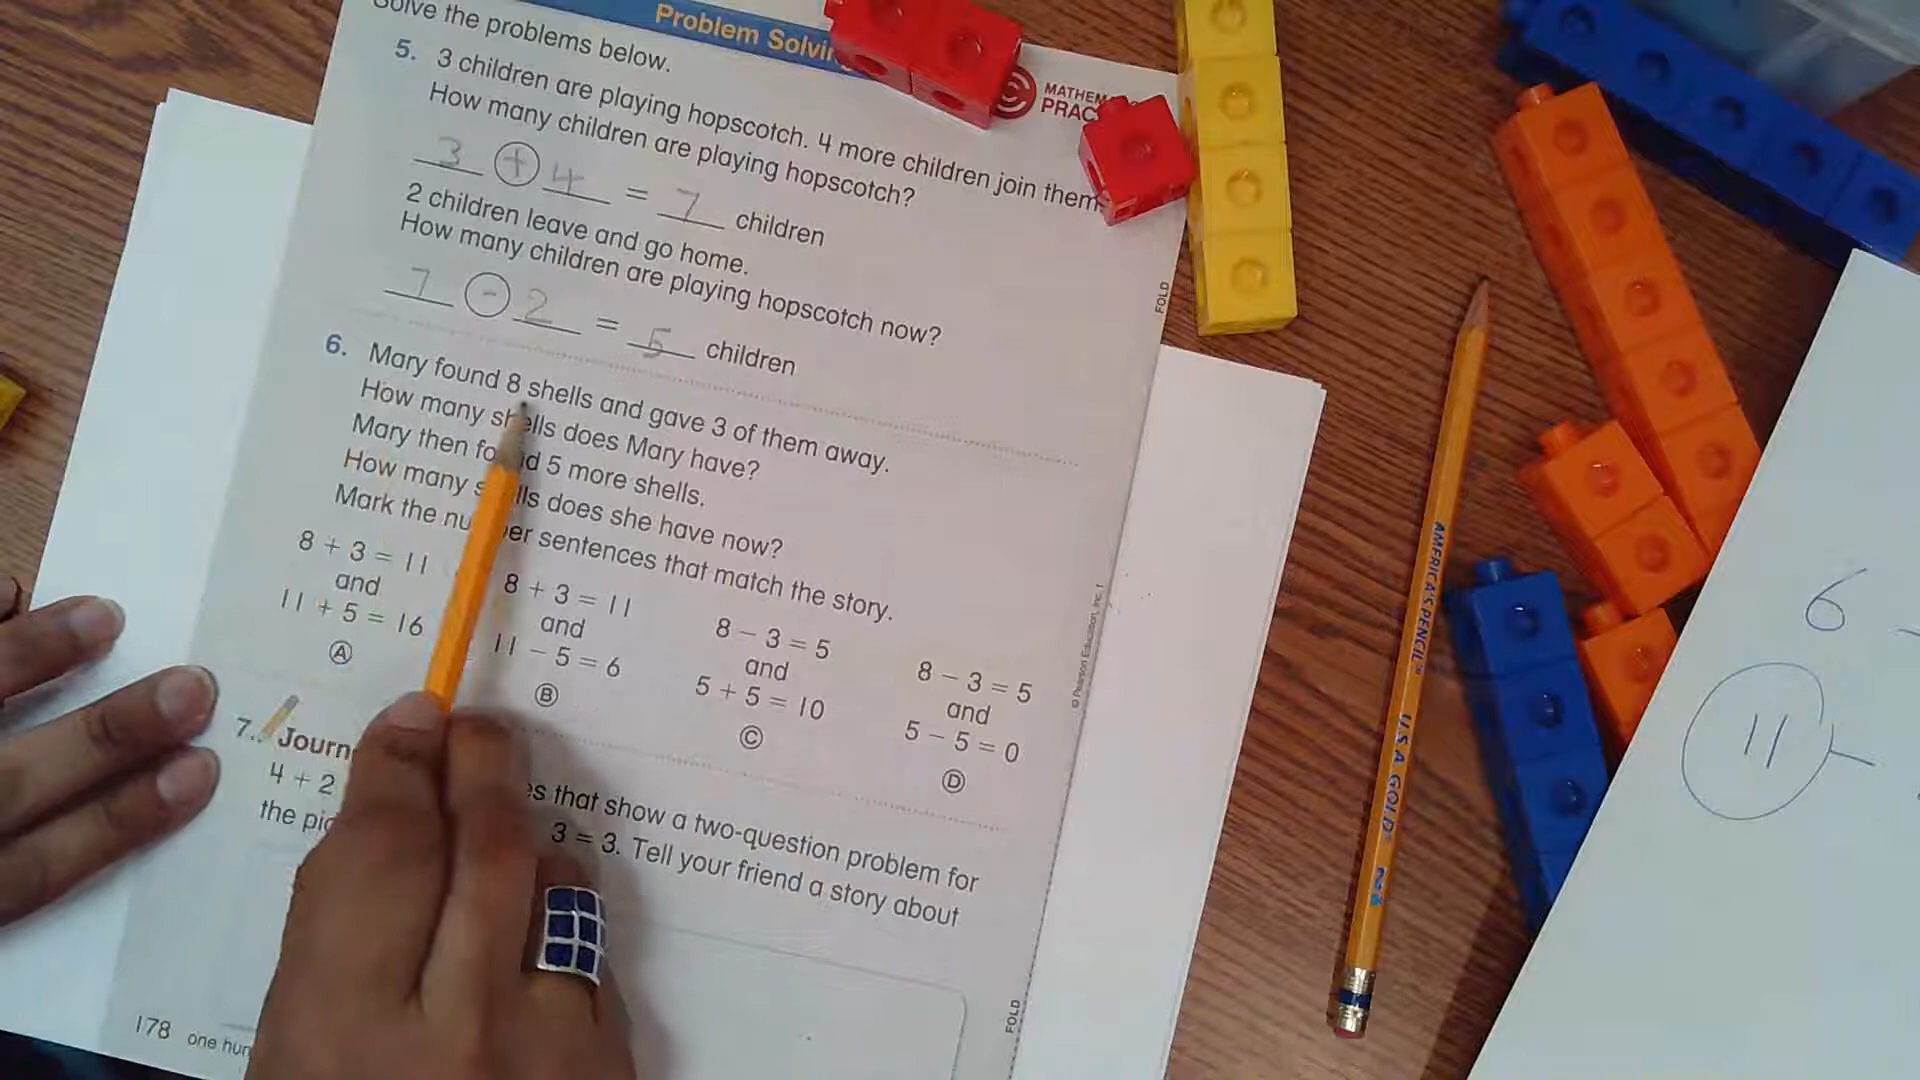 Solve the problems below.
Problem Solvin
MATHEM
PRAC
5. 3 children are playing hopscotch. 4 more children join them
How many children are playing hopscotch?
3 + 4 = 7 children
2 children leave and go home.
How many children are playing hopscotch now?
7 - 2 = 5 children
6. Mary found 8 shells and gave 3 of them away.
How many shells does Mary have?
Mary then found 5 more shells.
How many shells does she have now?
Mark the number sentences that match the story.
8 + 3 = 11
and
11 + 5 = 16
A
8 + 3 = 11
and
11 - 5 = 6
B
8 - 3 = 5
and
5 + 5 = 10
C
8 - 3 = 5
and
5 - 5 = 0
D
7. Journ
4 + 2
es that show a two-question problem for
3 = 3. Tell your friend a story about
the pic
178 one hun
FOLD
© Pearson Education, Inc. 1
FOLD
AMERICA'S PENCIL U.S.A. GOLD
6 -
11 -